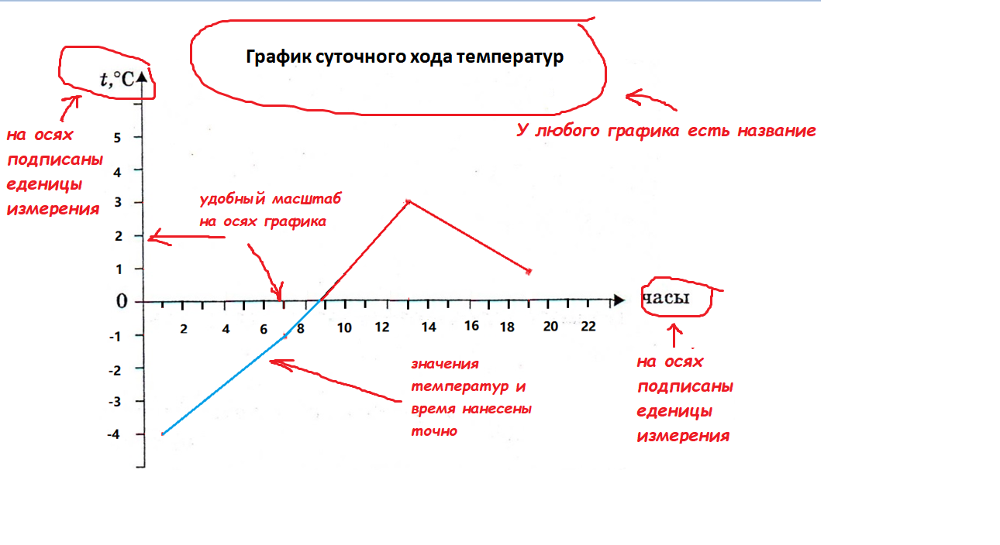 График суточного хода температур
t,°C
У любого графика есть название
на осях
подписаны
еденицы
измерения
5
4
3
2
1
0
-1
-2
-3
-4
удобный масштаб
на осях графика
часы
2 4 6 8 10 12 14 16 18 20 22
значения
температур и
время нанесены
точно
на осях
подписаны
еденицы
измерения